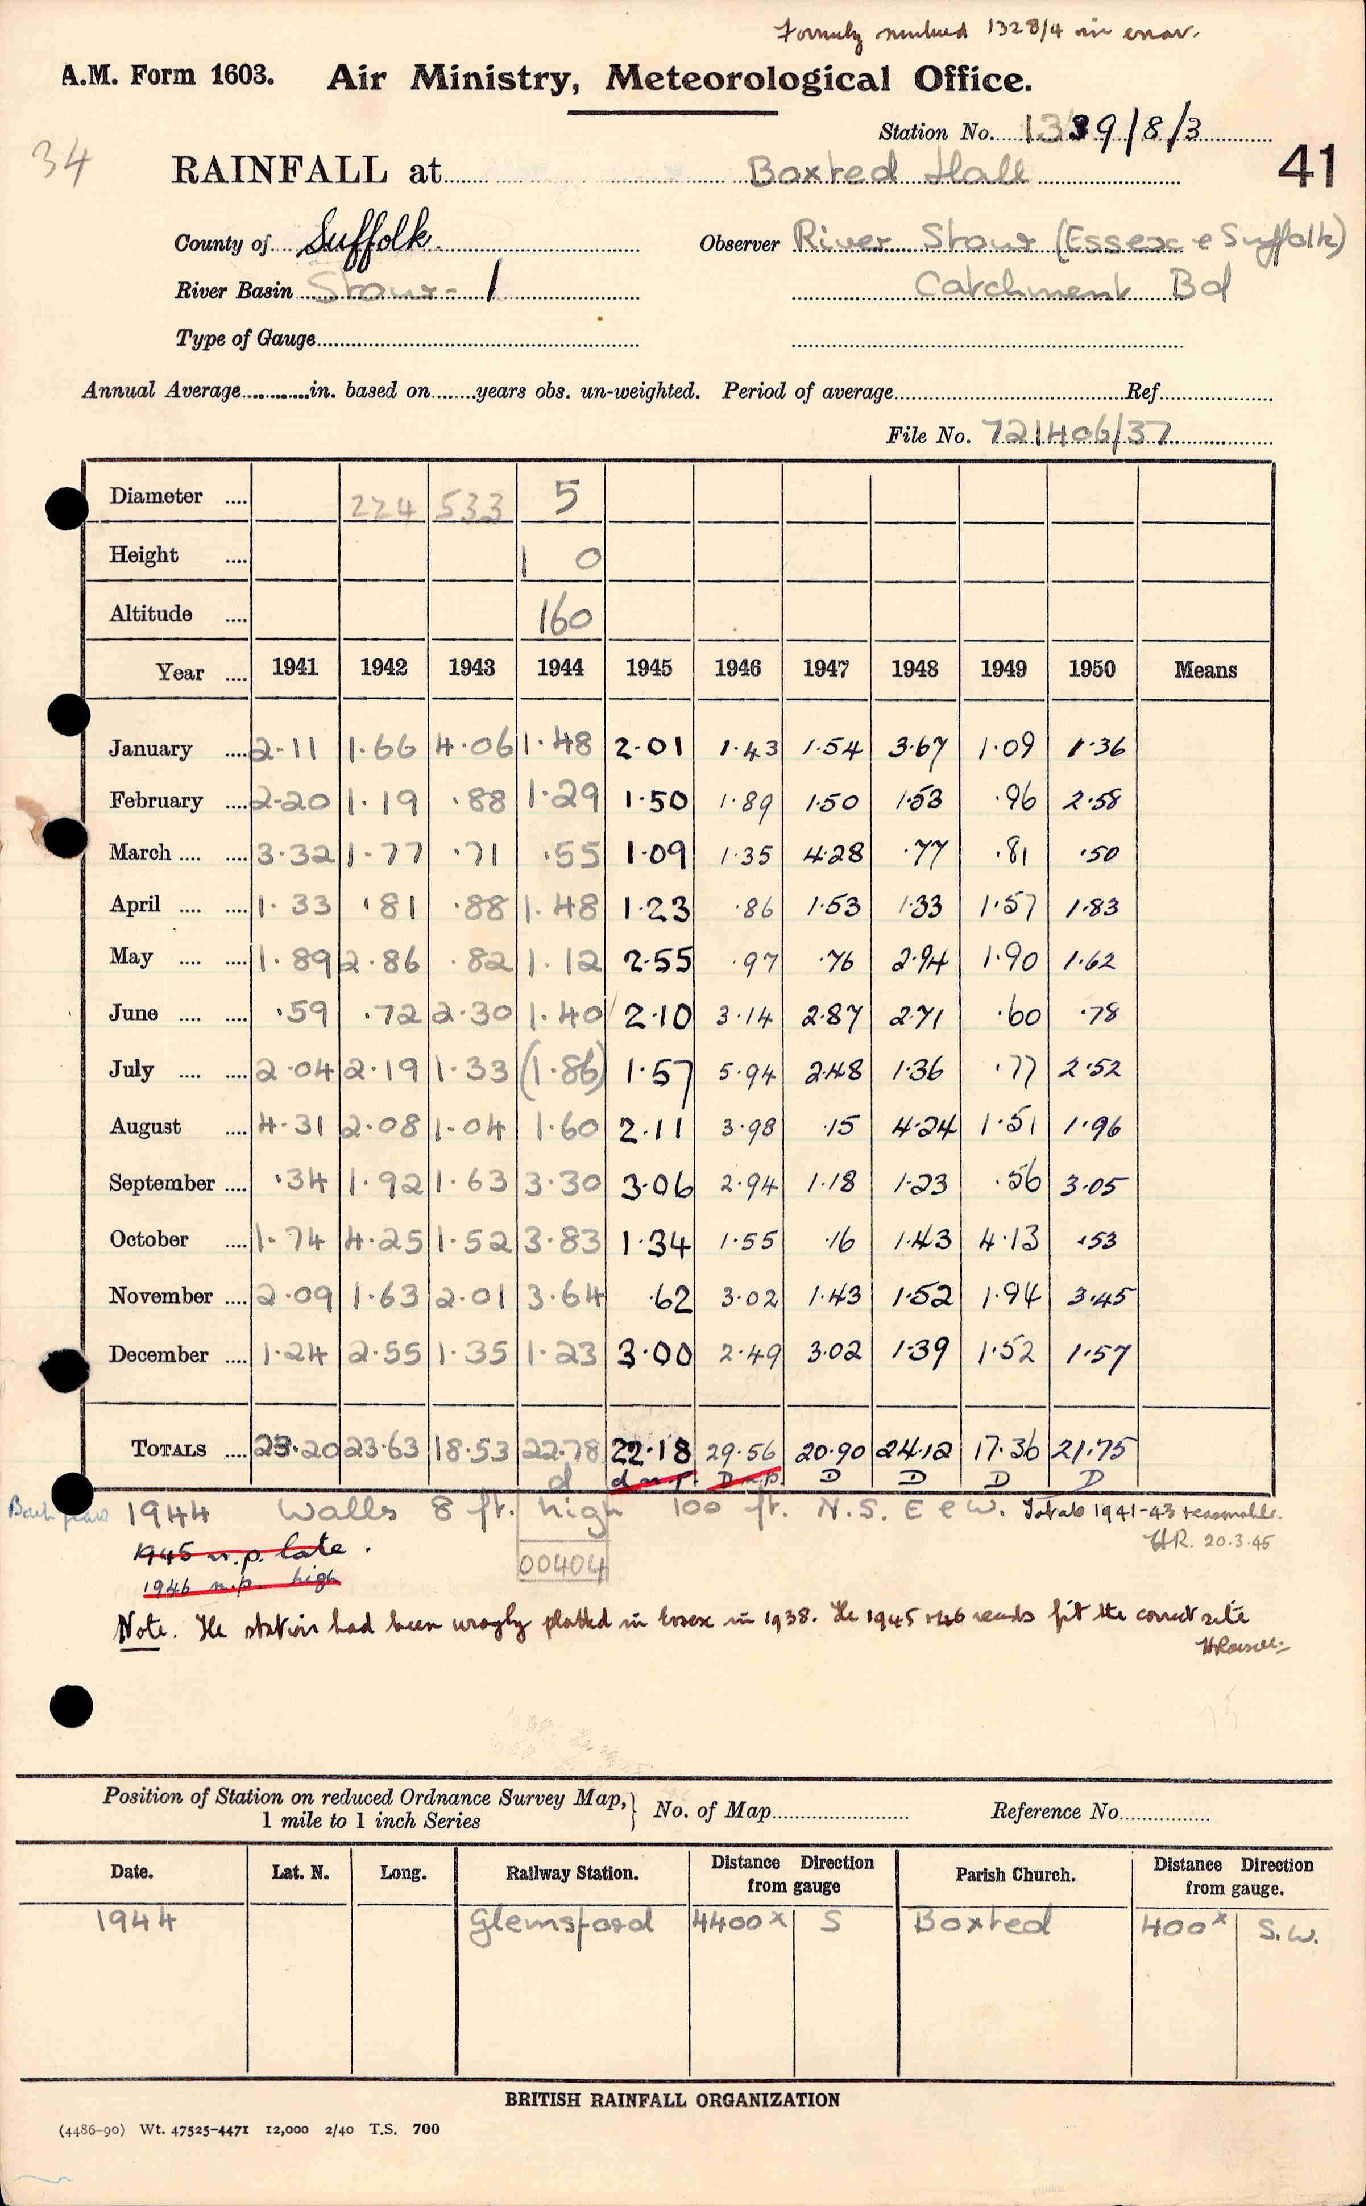 Formerly numbered 1328/4 in error.
A.M. Form 1603. Air Ministry, Meteorological Office.
Station No. 1339/8/3
34
41
RAINFALL at Boxted Hall
County of Suffolk Observer River Stour (Essex & Suffolk)
River Basin Stour - 1 Catchment Bd
Type of Gauge
Annual Average in. based on years obs. un-weighted. Period of average Ref.
File No. 721406/37
Diameter 224 533 5
Height 1 0
Altitude 160
Year 1941 1942 1943 1944 1945 1946 1947 1948 1949 1950 Means
January 2.11 1.66 4.06 1.48 2.01 1.43 1.54 3.67 1.09 1.36
February 2.20 1.19 .88 1.29 1.50 1.89 1.50 1.53 .96 2.58
March 3.32 1.77 .71 .55 1.09 1.35 4.28 .77 .81 .50
April 1.33 .81 .88 1.48 1.23 .86 1.53 1.33 1.57 1.83
May 1.89 2.86 .82 1.12 2.55 .97 .76 2.94 1.90 1.62
June .59 .72 2.30 1.40 2.10 3.14 2.87 2.71 .60 .78
July 2.04 2.19 1.33 (1.86) 1.57 5.94 2.48 1.36 .77 2.52
August 4.31 2.08 1.04 1.60 2.11 3.98 .15 4.24 1.51 1.96
September .34 1.92 1.63 3.30 3.06 2.94 1.18 1.23 .56 3.05
October 1.74 4.25 1.52 3.83 1.34 1.55 .16 1.43 4.13 .53
November 2.09 1.63 2.01 3.64 .62 3.02 1.43 1.52 1.94 3.45
December 1.24 2.55 1.35 1.23 3.00 2.49 3.02 1.39 1.52 1.57
TOTALS 23.20 23.63 18.53 22.78 22.18 29.56 20.90 24.12 17.36 21.75
d d n.p. D n.p. D D D D
1944 Walls 8 ft. high 100 ft. N. S. E & W. Totals 1941-43 reasonable.
HR. 20.3.45
1945 n.p. late.
00404
1946 n.p. high
Note. The station had been wrongly plotted in Essex in 1938. The 1945 & 46 records fit the correct site
Position of Station on reduced Ordnance Survey Map, 1 mile to 1 inch Series No. of Map Reference No.
Date. Lat. N. Long. Railway Station. Distance Direction from gauge Parish Church. Distance Direction from gauge.
1944 Glemsford 4400x S Boxted 400x S.W.
BRITISH RAINFALL ORGANIZATION
(4486-90) Wt. 47525-4471 12,000 2/40 T.S. 700